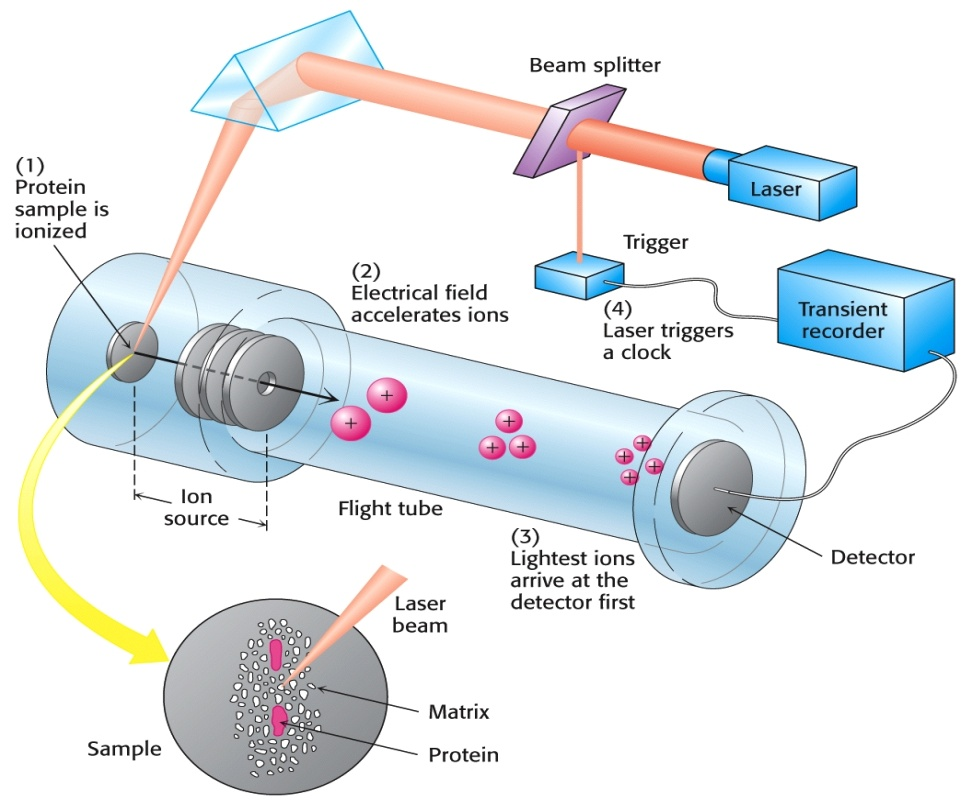 Beam splitter
Laser
(1)
Protein
sample is
ionized
Trigger
(2)
Electrical field
accelerates ions
(4)
Laser triggers
a clock
Transient
recorder
+
+
+
+
+
+
+
+
+
Ion
source
Flight tube
(3)
Lightest ions
arrive at the
detector first
Detector
Laser
beam
Matrix
Protein
Sample